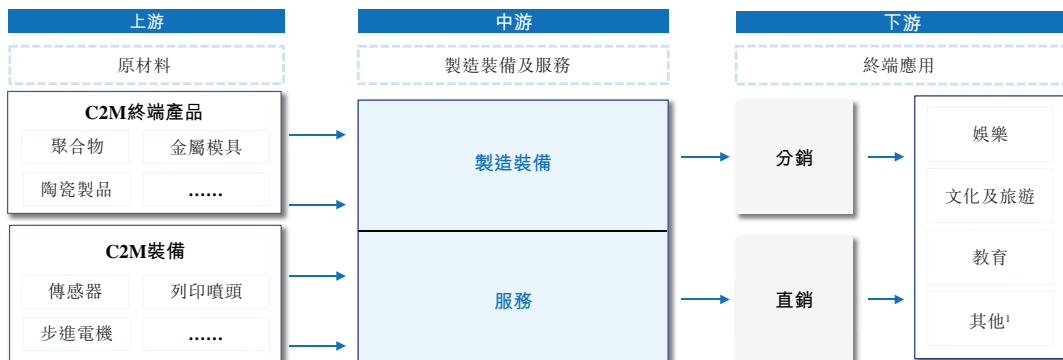 上游
中游
下游
原材料
製造裝備及服務
終端應用
C2M終端產品
聚合物
金屬模具
陶瓷製品
......
C2M裝備
傳感器
列印噴頭
步進電機
......
製造裝備
服務
分銷
直銷
娛樂
文化及旅遊
教育
其他¹